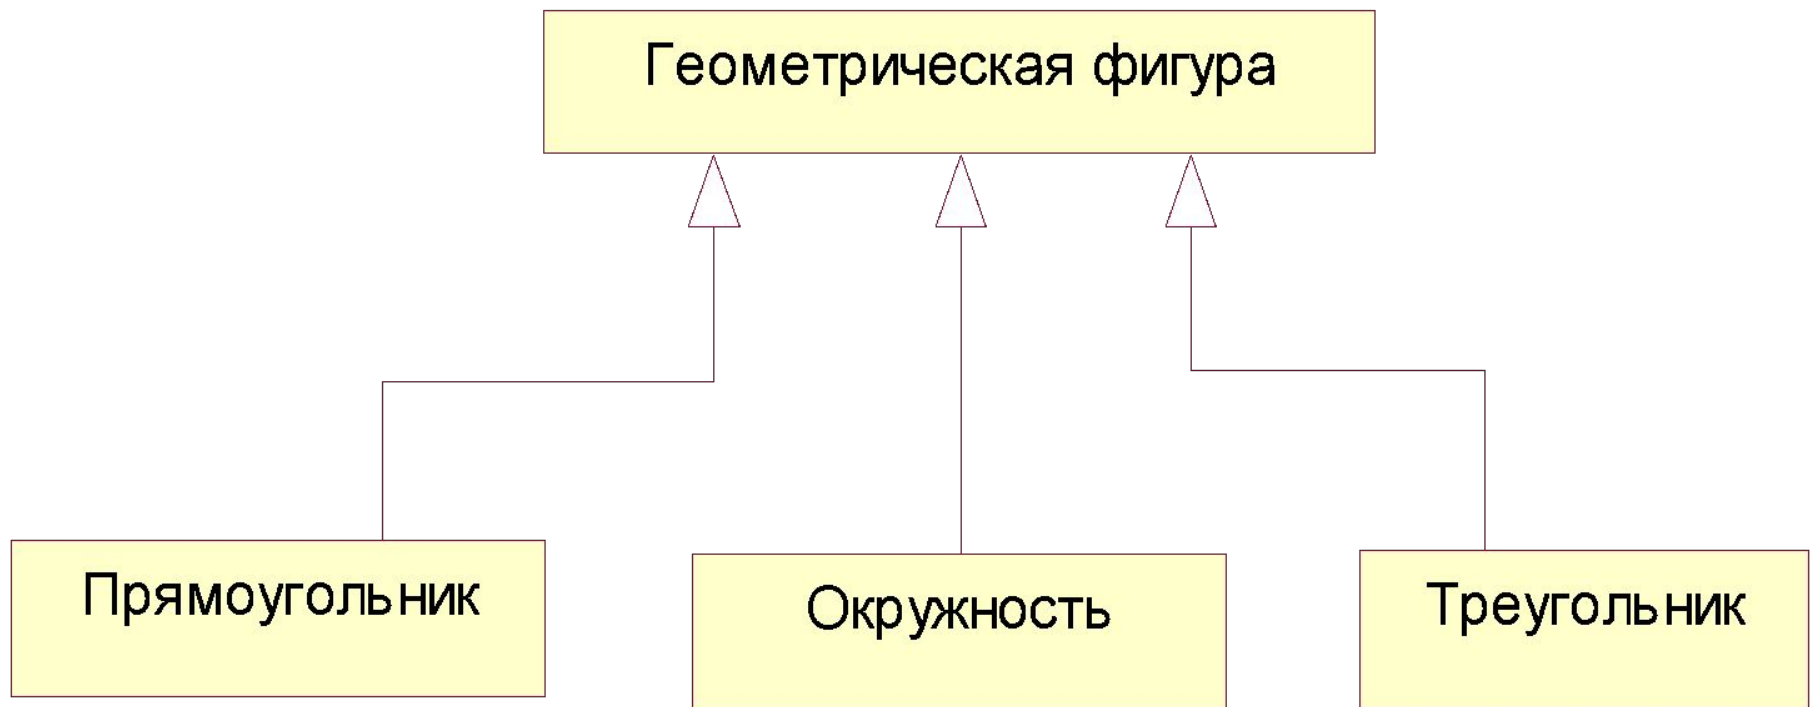 Геометрическая фигура
Прямоугольник
Окружность
Треугольник